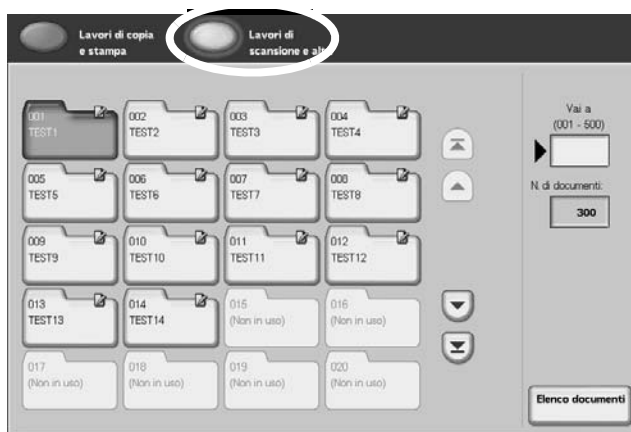 Lavori di copia
e stampa
Lavori di
scansione e alt
001
TEST1
002
TEST2
003
TEST3
004
TEST4
005
TEST5
006
TEST6
007
TEST7
008
TEST8
009
TEST9
010
TEST10
011
TEST11
012
TEST12
013
TEST13
014
TEST14
015
(Non in uso)
016
(Non in uso)
017
(Non in uso)
018
(Non in uso)
019
(Non in uso)
020
(Non in uso)
Vai a
(001 - 500)
N. di documenti:
300
Elenco documenti